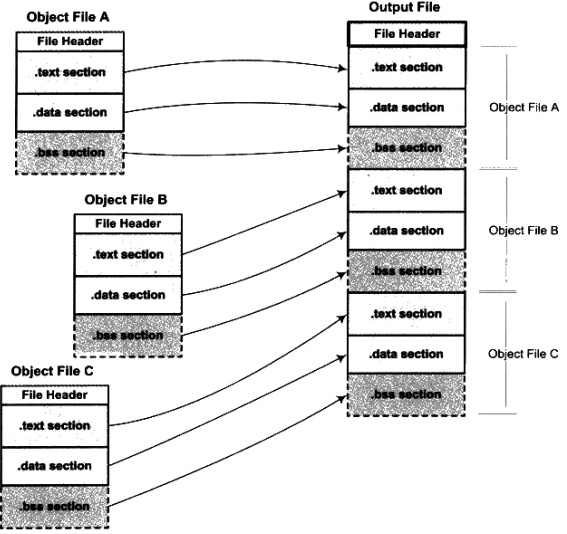 Object File A
File Header
.text section
.data section
.bss section
Object File B
File Header
.text section
.data section
.bss section
Object File C
File Header
.text section
.data section
.bss section
Output File
File Header
.text section
.data section
.bss section
.text section
.data section
.bss section
.text section
.data section
.bss section
Object File A
Object File B
Object File C